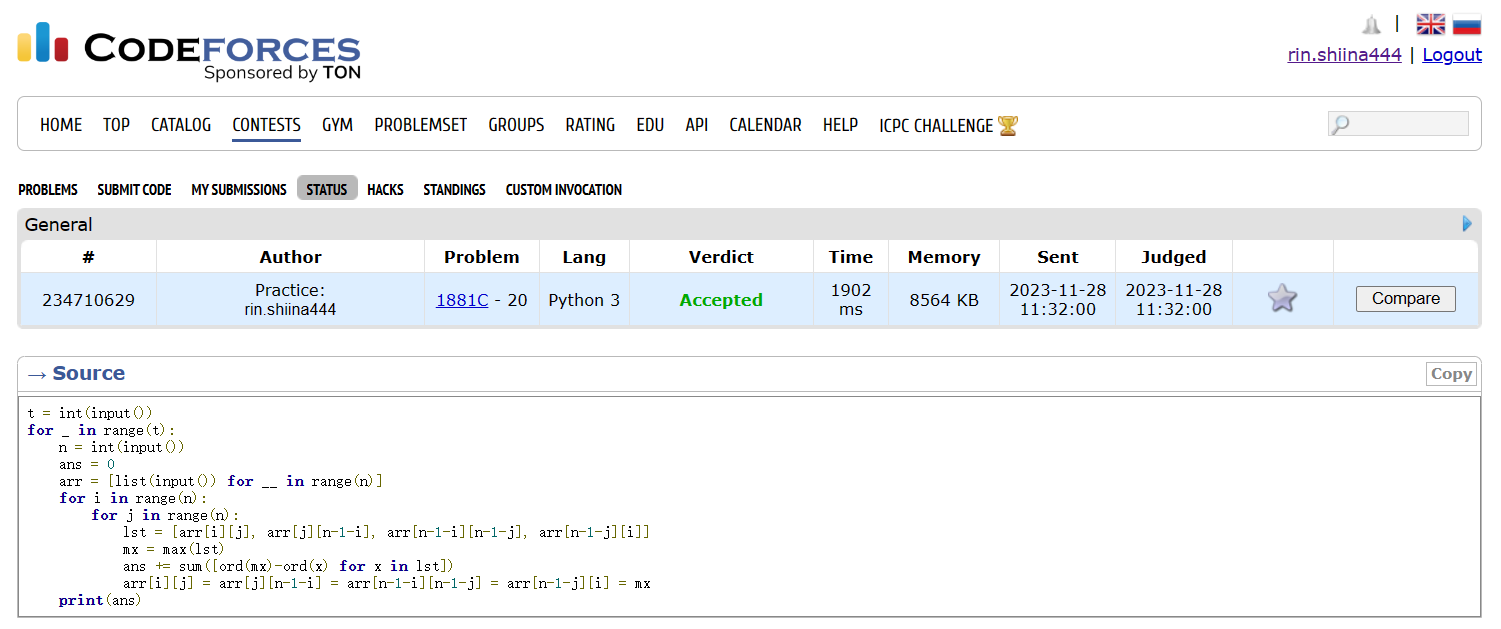 CODEFORCES
Sponsored by TON
|
rin.shiina444 | Logout
HOME TOP CATALOG CONTESTS GYM PROBLEMSET GROUPS RATING EDU API CALENDAR HELP ICPC CHALLENGE
PROBLEMS SUBMIT CODE MY SUBMISSIONS STATUS HACKS STANDINGS CUSTOM INVOCATION
General
# Author Problem Lang Verdict Time Memory Sent Judged
234710629 Practice: rin.shiina444 1881C - 20 Python 3 Accepted 1902 ms 8564 KB 2023-11-28 11:32:00 2023-11-28 11:32:00 Compare
→ Source Copy
t = int(input())
for _ in range(t):
    n = int(input())
    ans = 0
    arr = [list(input()) for __ in range(n)]
    for i in range(n):
        for j in range(n):
            lst = [arr[i][j], arr[j][n-1-i], arr[n-1-i][n-1-j], arr[n-1-j][i]]
            mx = max(lst)
            ans += sum([ord(mx)-ord(x) for x in lst])
            arr[i][j] = arr[j][n-1-i] = arr[n-1-i][n-1-j] = arr[n-1-j][i] = mx
    print(ans)